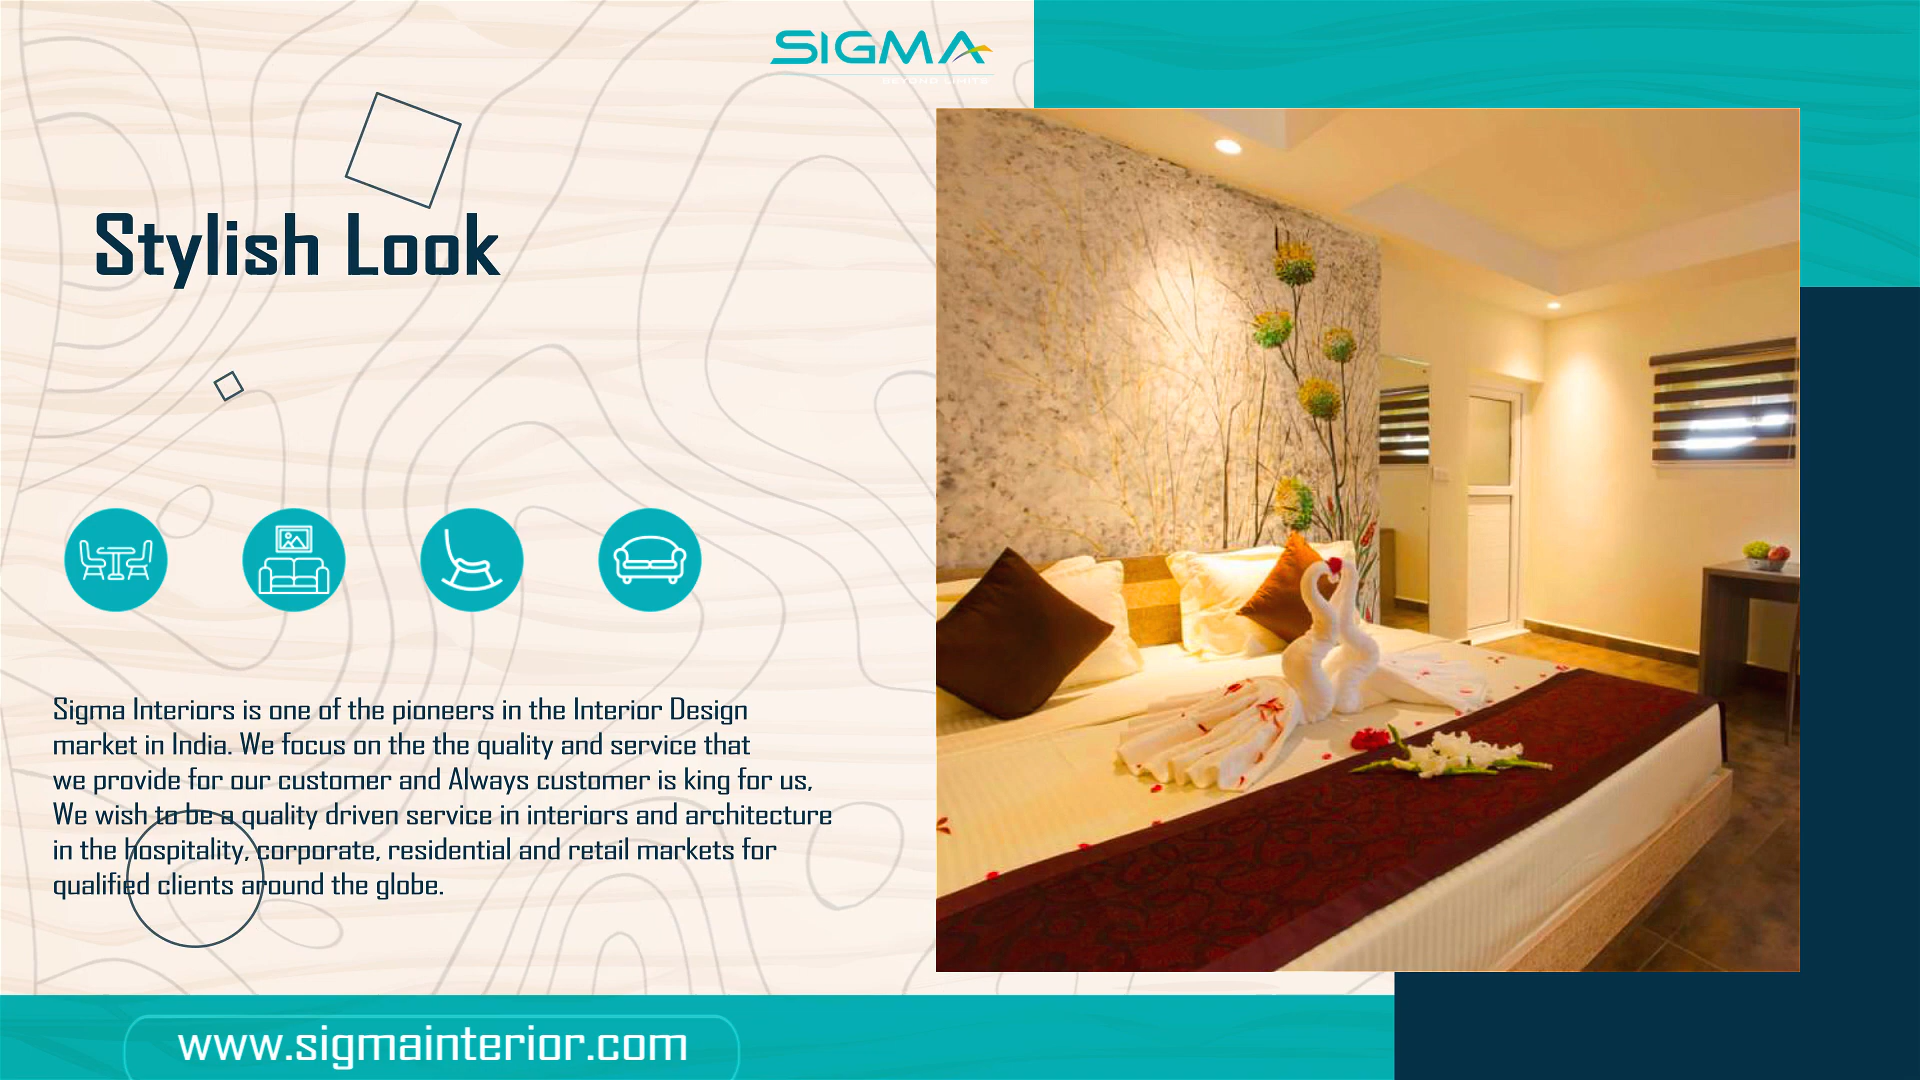 SIGMA
Stylish Look
Sigma Interiors is one of the pioneers in the Interior Design
market in India. We focus on the the quality and service that
we provide for our customer and Always customer is king for us,
We wish to be a quality driven service in interiors and architecture
in the hospitality, corporate, residential and retail markets for
qualified clients around the globe.
www.sigmainterior.com